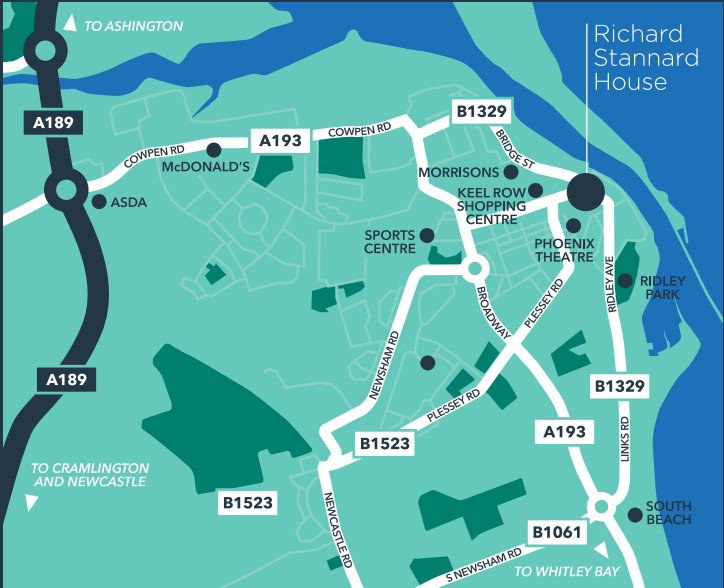 TO ASHINGTON
Richard
Stannard
House
A189
B1329
A193
COWPEN RD
COWPEN RD
BRIDGE ST
McDONALD'S
MORRISONS
ASDA
KEEL ROW
SHOPPING
CENTRE
SPORTS
CENTRE
PHOENIX
THEATRE
RIDLEY AVE
RIDLEY
PARK
BROADWAY
PLESSEY RD
NEWSHAM RD
A189
B1329
PLESSEY RD
A193
B1523
LINKS RD
TO CRAMLINGTON
AND NEWCASTLE
B1523
NEWCASTLE RD
SOUTH
BEACH
B1061
S NEWSHAM RD
TO WHITLEY BAY